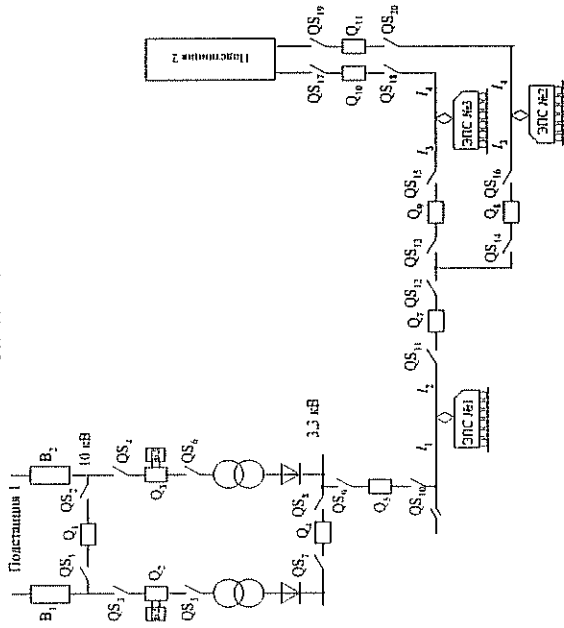 Подстанция 1
B₁
B₂
10 кВ
QS₁
Q₁
QS₂
QS₃
QS₄
Q₂
Q₃
QS₅
QS₆
3.3 кВ
QS₇
Q₄
QS₈
QS₉
Q₅
QS₁₀
l₁
l₂
ЭПС №1
QS₁₁
Q₇
QS₁₂
QS₁₃
Q₉
QS₁₅
l₃
l₄
ЭПС №3
QS₁₄
Q₈
QS₁₆
l₃
l₄
ЭПС №2
QS₁₇
Q₁₀
QS₁₈
QS₁₉
Q₁₁
QS₂₀
Подстанция 2